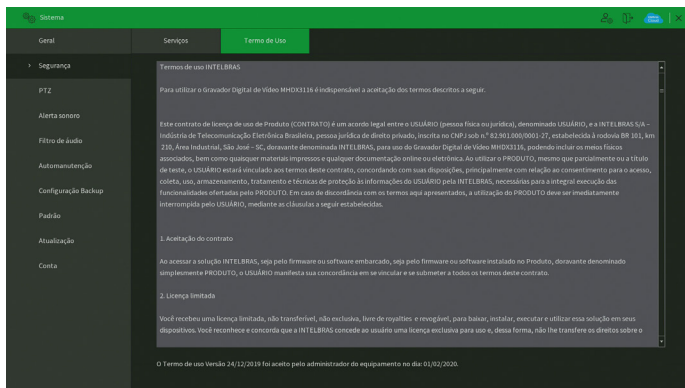 Sistema
Geral
Segurança
PTZ
Alerta sonoro
Filtro de áudio
Automanutenção
Configuração Backup
Padrão
Atualização
Conta
Serviços
Termo de Uso
Termos de uso INTELBRAS
Para utilizar o Gravador Digital de Vídeo MHDX3116 é indispensável a aceitação dos termos descritos a seguir.
Este contrato de licença de uso de Produto (CONTRATO) é um acordo legal entre o USUÁRIO (pessoa física ou jurídica), denominado USUÁRIO, e a INTELBRAS S/A –
Indústria de Telecomunicação Eletrônica Brasileira, pessoa jurídica de direito privado, inscrita no CNPJ sob n.º 82.901.000/0001-27, estabelecida à rodovia BR 101, km
210, Área Industrial, São José – SC, doravante denominada INTELBRAS, para uso do Gravador Digital de Vídeo MHDX3116, podendo incluir os meios físicos
associados, bem como quaisquer materiais impressos e qualquer documentação online ou eletrônica. Ao utilizar o PRODUTO, mesmo que parcialmente ou a título
de teste, o USUÁRIO estará vinculado aos termos deste contrato, concordando com suas disposições, principalmente com relação ao consentimento para o acesso,
coleta, uso, armazenamento, tratamento e técnicas de proteção às informações do USUÁRIO pela INTELBRAS, necessárias para a integral execução das
funcionalidades ofertadas pelo PRODUTO. Em caso de discordância com os termos aqui apresentados, a utilização do PRODUTO deve ser imediatamente
interrompida pelo USUÁRIO, mediante as cláusulas a seguir estabelecidas.
1. Aceitação do contrato
Ao acessar a solução INTELBRAS, seja pelo firmware ou software embarcado, seja pelo firmware ou software instalado no Produto, doravante denominado
simplesmente PRODUTO, o USUÁRIO manifesta sua concordância em se vincular e se submeter a todos os termos deste contrato.
2. Licença limitada
Você recebeu uma licença limitada, não transferível, não exclusiva, livre de royalties e revogável, para baixar, instalar, executar e utilizar essa solução em seus
dispositivos. Você reconhece e concorda que a INTELBRAS concede ao usuário uma licença exclusiva para uso e, dessa forma, não lhe transfere os direitos sobre o
O Termo de uso Versão 24/12/2019 foi aceito pelo administrador do equipamento no dia: 01/02/2020.